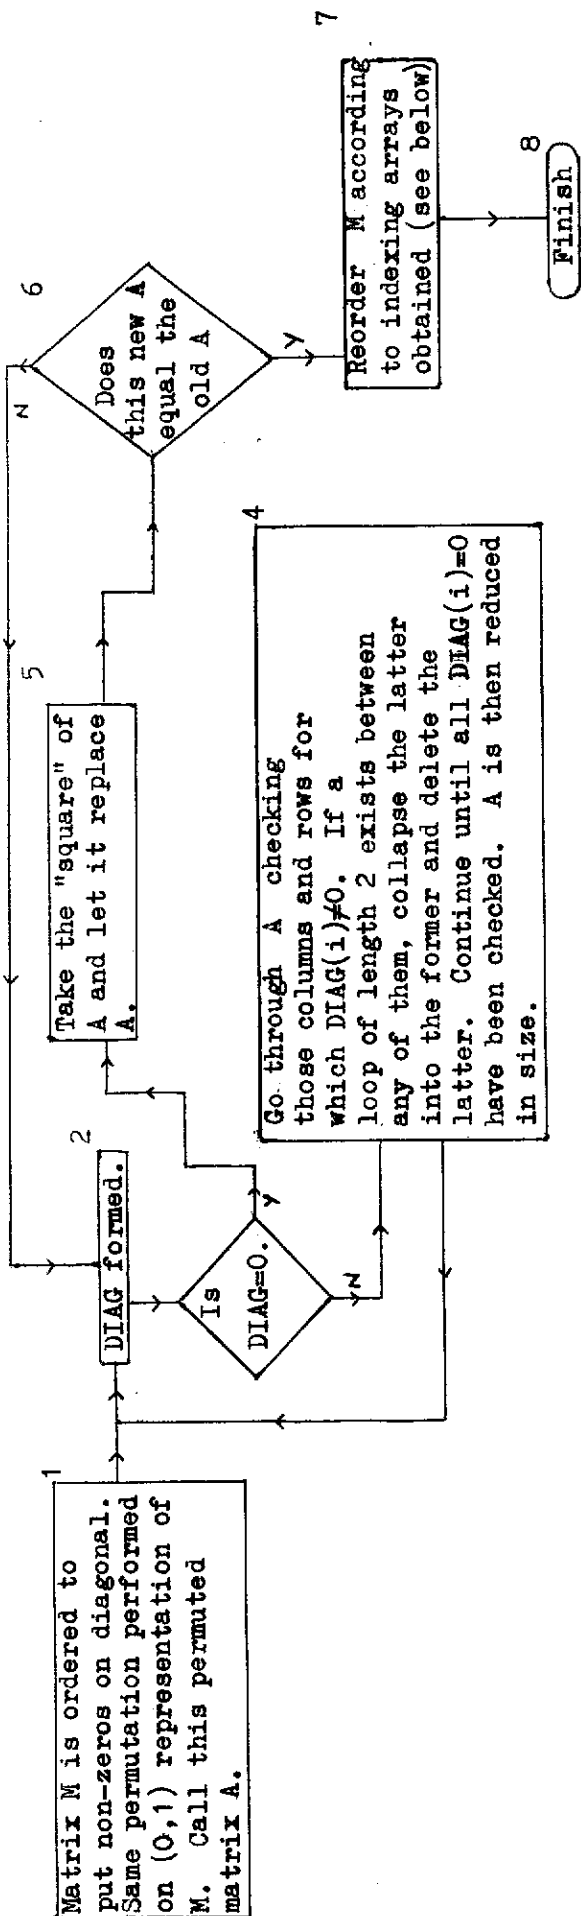 1
Matrix M is ordered to
put non-zeros on diagonal.
Same permutation performed
on (0,1) representation of
M. Call this permuted
matrix A.
2
DIAG formed.
Is
DIAG=0.
Y
N
4
Go through A checking
those columns and rows for
which DIAG(i)≠0. If a
loop of length 2 exists between
any of them, collapse the latter
into the former and delete the
latter. Continue until all DIAG(i)=0
have been checked. A is then reduced
in size.
5
Take the "square" of
A and let it replace
A.
6
Does
this new A
equal the
old A
N
Y
7
Reorder M according
to indexing arrays
obtained (see below)
8
Finish